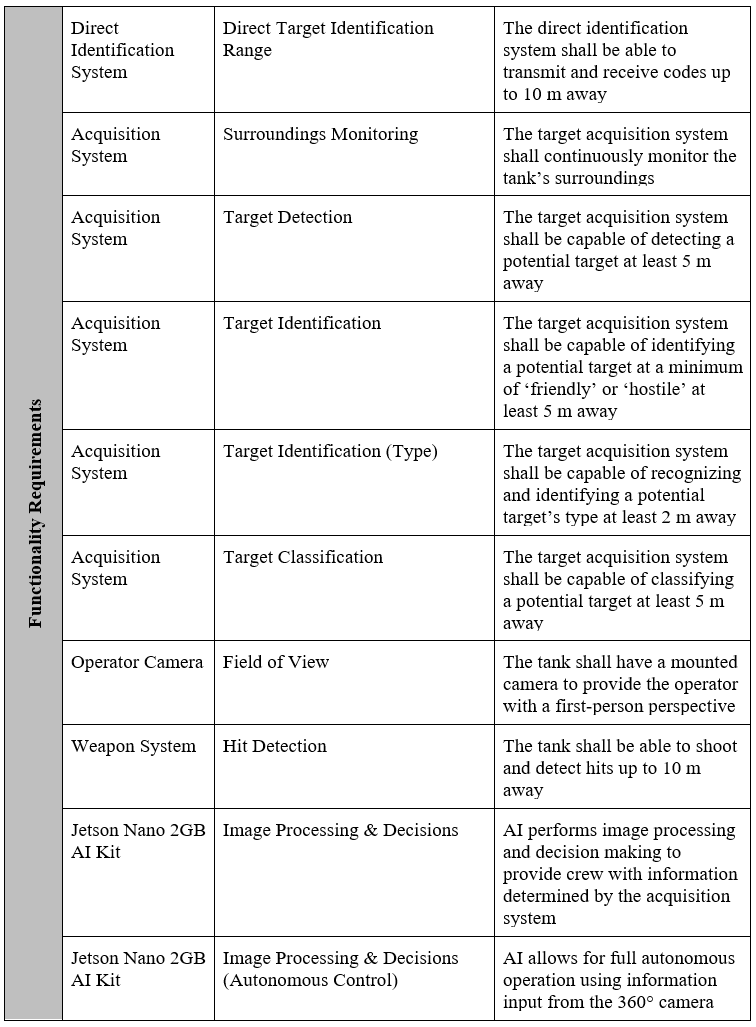 Functionality Requirements
Direct
Identification
System
Direct Target Identification
Range
The direct identification
system shall be able to
transmit and receive codes up
to 10 m away
Acquisition
System
Surroundings Monitoring
The target acquisition system
shall continuously monitor the
tank’s surroundings
Acquisition
System
Target Detection
The target acquisition system
shall be capable of detecting a
potential target at least 5 m
away
Acquisition
System
Target Identification
The target acquisition system
shall be capable of identifying
a potential target at a minimum
of ‘friendly’ or ‘hostile’ at
least 5 m away
Acquisition
System
Target Identification (Type)
The target acquisition system
shall be capable of recognizing
and identifying a potential
target’s type at least 2 m away
Acquisition
System
Target Classification
The target acquisition system
shall be capable of classifying
a potential target at least 5 m
away
Operator Camera
Field of View
The tank shall have a mounted
camera to provide the operator
with a first-person perspective
Weapon System
Hit Detection
The tank shall be able to shoot
and detect hits up to 10 m
away
Jetson Nano 2GB
AI Kit
Image Processing & Decisions
AI performs image processing
and decision making to
provide crew with information
determined by the acquisition
system
Jetson Nano 2GB
AI Kit
Image Processing & Decisions
(Autonomous Control)
AI allows for full autonomous
operation using information
input from the 360° camera